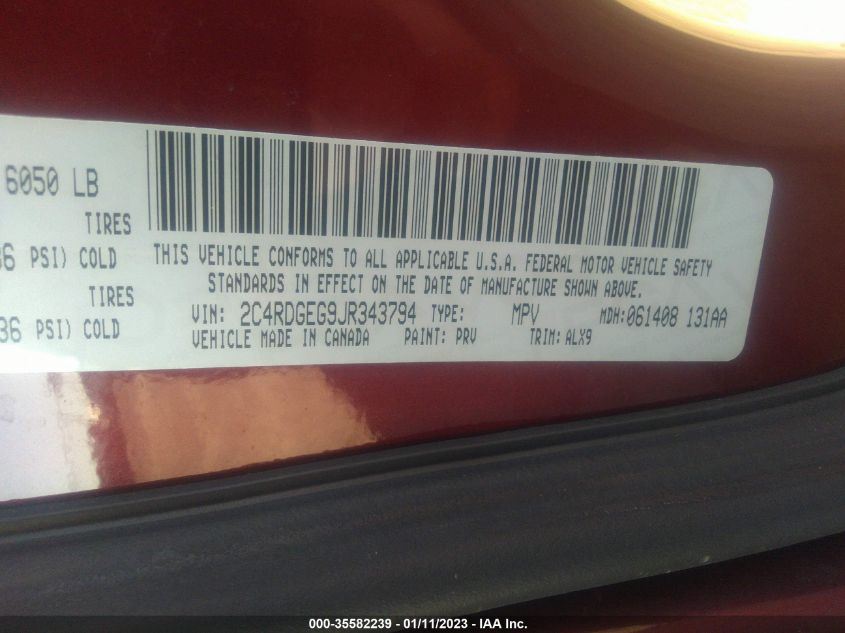 6050 LB
TIRES
36 PSI) COLD
TIRES
36 PSI) COLD
THIS VEHICLE CONFORMS TO ALL APPLICABLE U.S.A. FEDERAL MOTOR VEHICLE SAFETY
STANDARDS IN EFFECT ON THE DATE OF MANUFACTURE SHOWN ABOVE.
VIN: 2C4RDGEG9JR343794 TYPE: MPV MDH:061408 131AA
VEHICLE MADE IN CANADA PAINT: PRV TRIM: ALX9
000-35582239 - 01/11/2023 - IAA Inc.